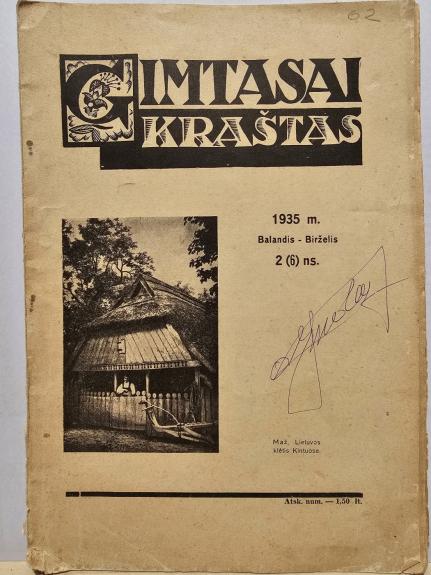 62
GIMTASAI
KRAŠTAS
1935 m.
Balandis - Birželis
2 (6) ns.
Maž. Lietuvos
klėtis Kintuose.
Atsk. num. — 1,50 lt.